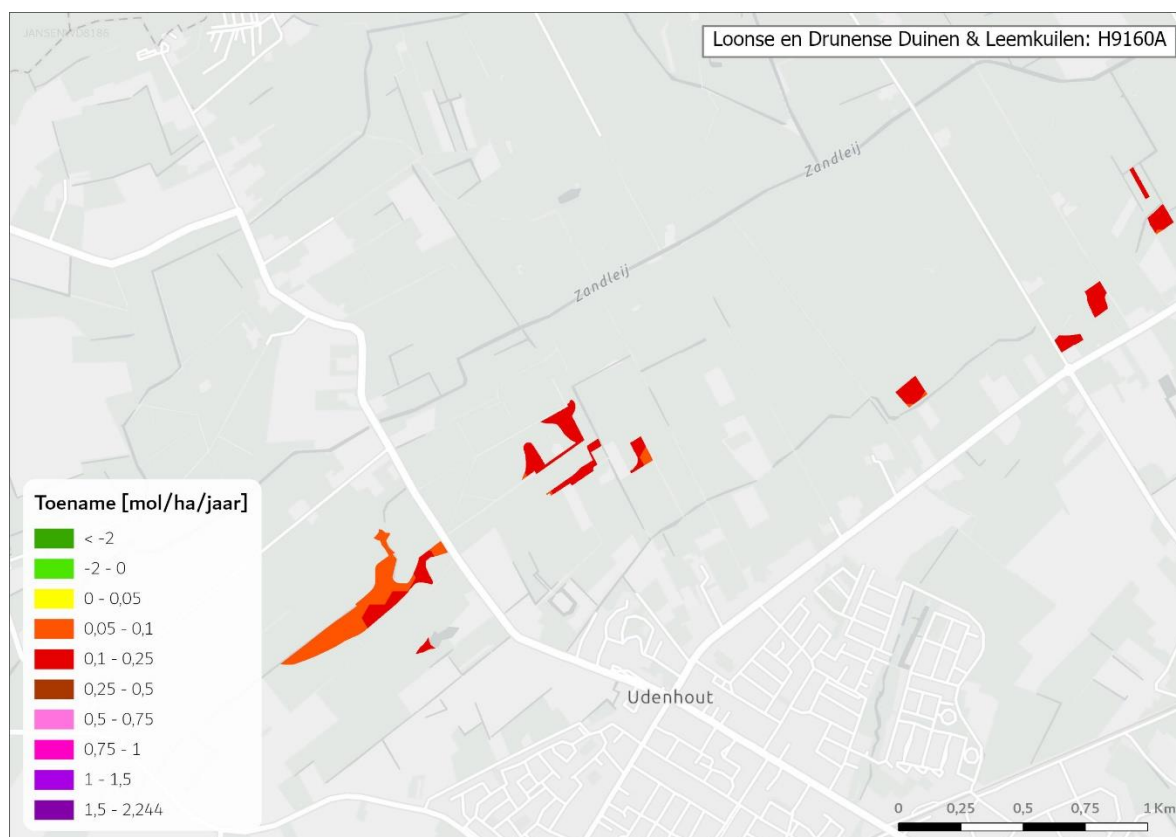 JANSENWD8186
Loonse en Drunense Duinen & Leemkuilen: H9160A
Zandleij
Zandleij
Toename [mol/ha/jaar]
< -2
-2 - 0
0 - 0,05
0,05 - 0,1
0,1 - 0,25
0,25 - 0,5
0,5 - 0,75
0,75 - 1
1 - 1,5
1,5 - 2,244
Udenhout
0 0,25 0,5 0,75 1 Km